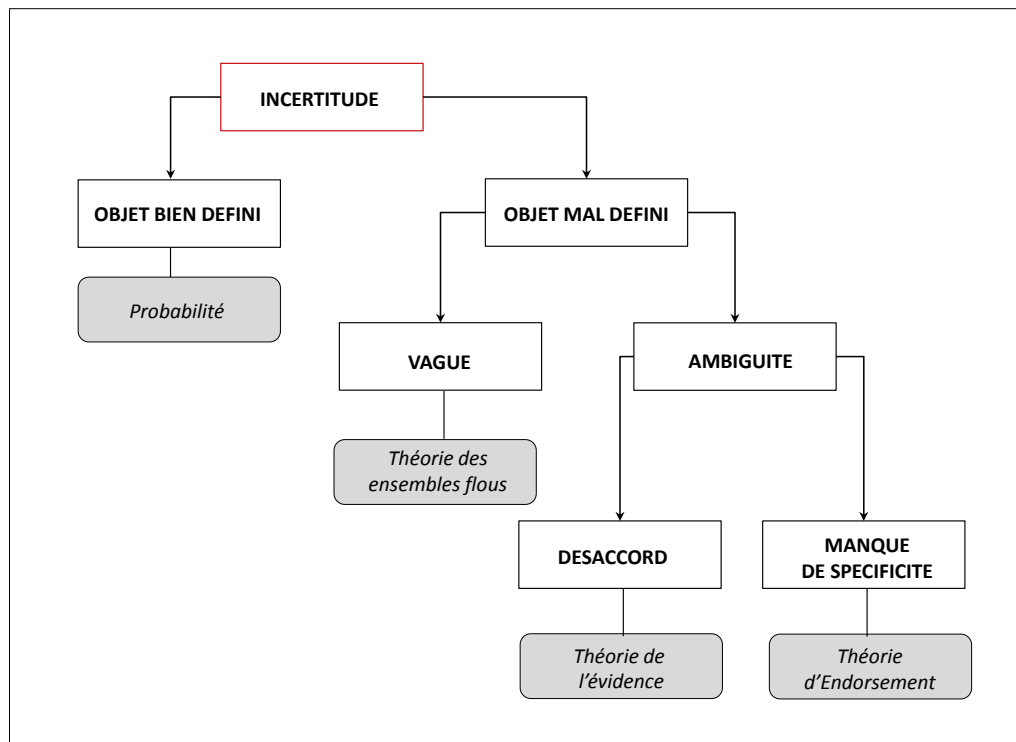 INCERTITUDE
OBJET BIEN DEFINI
OBJET MAL DEFINI
Probabilité
VAGUE
AMBIGUITE
Théorie des
ensembles flous
DESACCORD
MANQUE
DE SPECIFICITE
Théorie de
l’évidence
Théorie
d’Endorsement